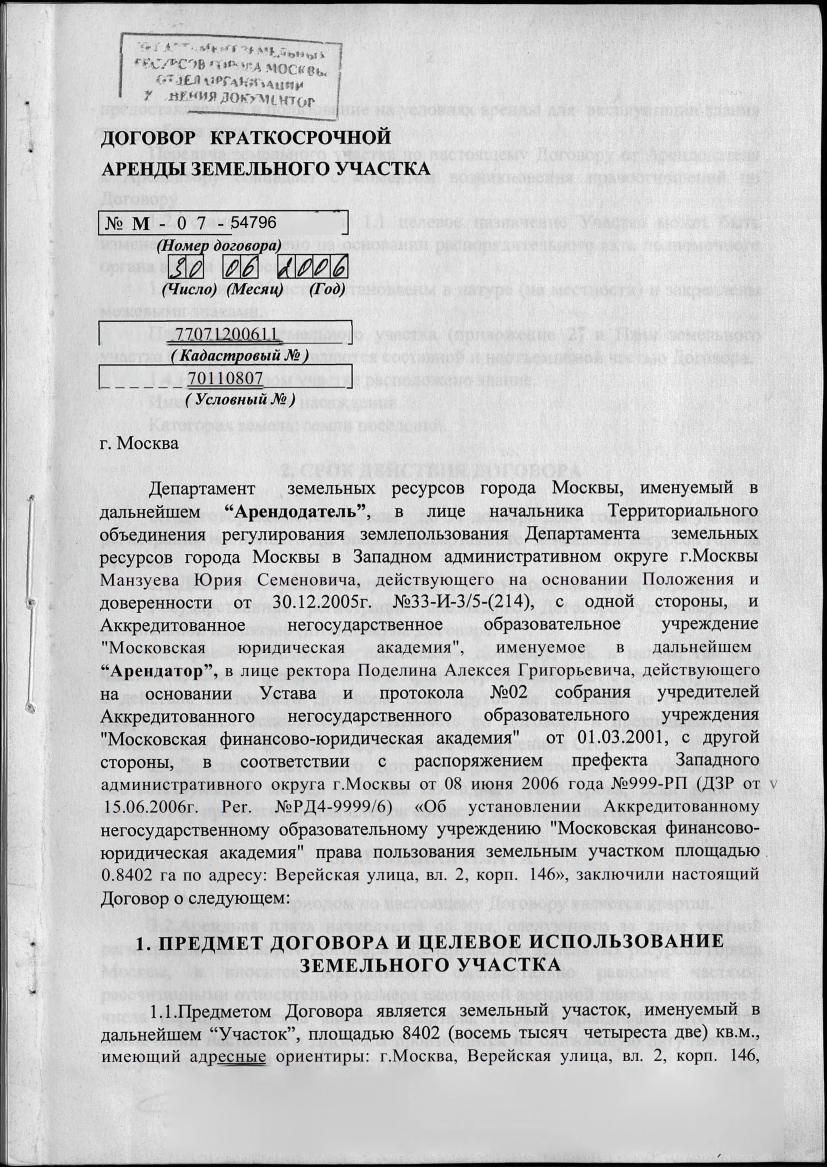 РЕСУРСОВ ГОРОДА МОСКВЫ
ОТДЕЛ ОРГАНИЗАЦИИ
ДОКУМЕНТОР
ДОГОВОР КРАТКОСРОЧНОЙ
АРЕНДЫ ЗЕМЕЛЬНОГО УЧАСТКА
№ М - 0 7 - 54796
(Номер договора)
30 06 2006
(Число) (Месяц) (Год)
77071200611
( Кадастровый № )
70110807
( Условный № )
г. Москва
Департамент земельных ресурсов города Москвы, именуемый в
дальнейшем “Арендодатель”, в лице начальника Территориального
объединения регулирования землепользования Департамента земельных
ресурсов города Москвы в Западном административном округе г.Москвы
Манзуева Юрия Семеновича, действующего на основании Положения и
доверенности от 30.12.2005г. №33-И-3/5-(214), с одной стороны, и
Аккредитованное негосударственное образовательное учреждение
"Московская юридическая академия", именуемое в дальнейшем
“Арендатор”, в лице ректора Поделина Алексея Григорьевича, действующего
на основании Устава и протокола №02 собрания учредителей
Аккредитованного негосударственного образовательного учреждения
"Московская финансово-юридическая академия" от 01.03.2001, с другой
стороны, в соответствии с распоряжением префекта Западного
административного округа г.Москвы от 08 июня 2006 года №999-РП (ДЗР от
15.06.2006г. Рег. №РД4-9999/6) «Об установлении Аккредитованному
негосударственному образовательному учреждению "Московская финансово-
юридическая академия" права пользования земельным участком площадью
0.8402 га по адресу: Верейская улица, вл. 2, корп. 146», заключили настоящий
Договор о следующем:
1. ПРЕДМЕТ ДОГОВОРА И ЦЕЛЕВОЕ ИСПОЛЬЗОВАНИЕ
ЗЕМЕЛЬНОГО УЧАСТКА
1.1.Предметом Договора является земельный участок, именуемый в
дальнейшем “Участок”, площадью 8402 (восемь тысяч четыреста две) кв.м.,
имеющий адресные ориентиры: г.Москва, Верейская улица, вл. 2, корп. 146,